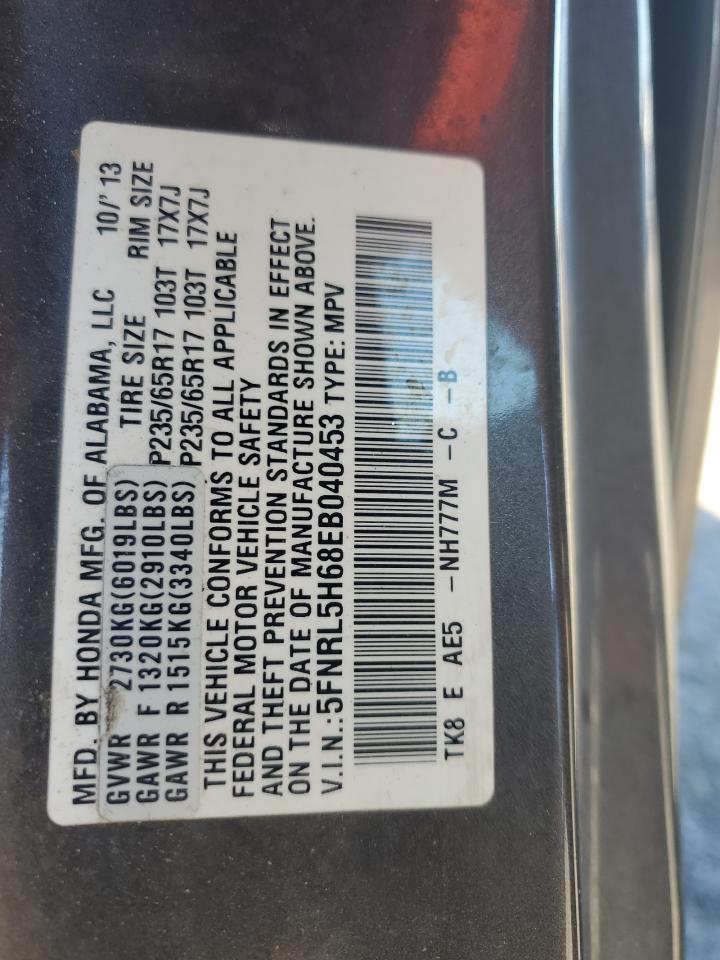 MFD. BY HONDA MFG. OF ALABAMA, LLC 10/' 13
GVWR 2730KG(6019LBS) TIRE SIZE RIM SIZE
GAWR F 1320KG(2910LBS) P235/65R17 103T 17X7J
GAWR R 1515KG(3340LBS) P235/65R17 103T 17X7J
THIS VEHICLE CONFORMS TO ALL APPLICABLE
FEDERAL MOTOR VEHICLE SAFETY
AND THEFT PREVENTION STANDARDS IN EFFECT
ON THE DATE OF MANUFACTURE SHOWN ABOVE.
V.I.N.:5FNRL5H68EB040453 TYPE: MPV
TK8 E AE5 -NH777M -C -B